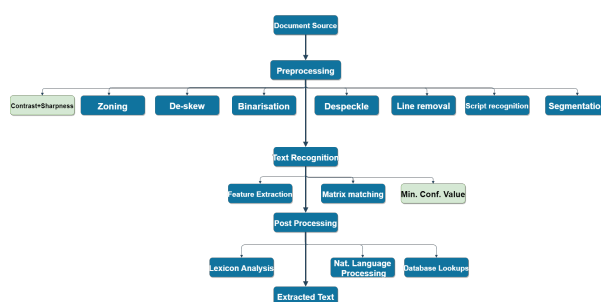 Document Source
Preprocessing
Contrast+Sharpness
Zoning
De-skew
Binarisation
Despeckle
Line removal
Script recognition
Segmentatio
Text Recognition
Feature Extraction
Matrix matching
Min. Conf. Value
Post Processing
Lexicon Analysis
Nat. Language
Processing
Database Lookups
Extracted Text